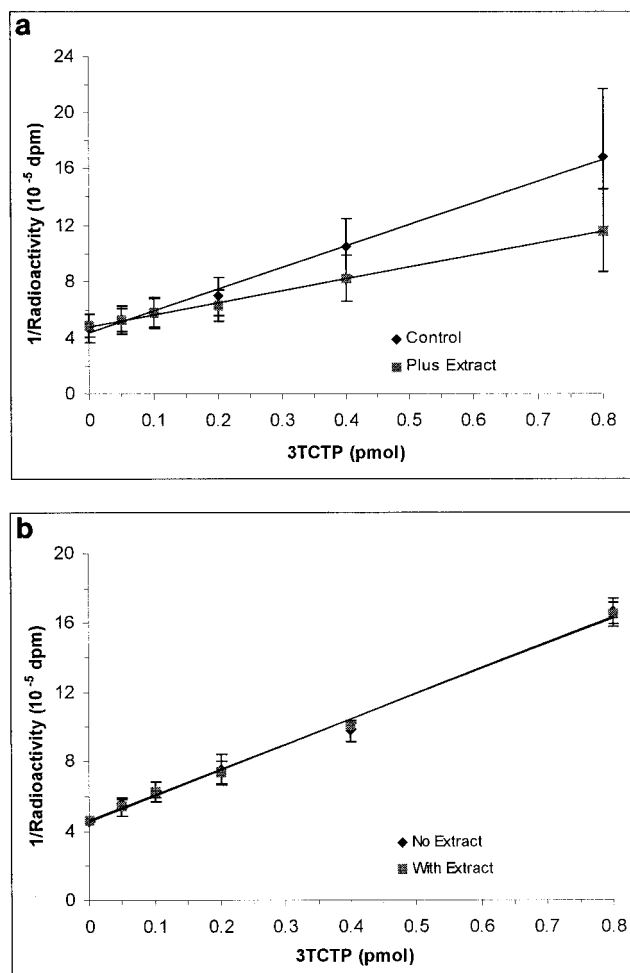 a
24
20
16
12
8
4
0
1/Radioactivity (10⁻⁵ dpm)
Control
Plus Extract
0 0.1 0.2 0.3 0.4 0.5 0.6 0.7 0.8
3TCTP (pmol)
b
20
16
12
8
4
0
1/Radioactivity (10⁻⁵ dpm)
No Extract
With Extract
0 0.1 0.2 0.3 0.4 0.5 0.6 0.7 0.8
3TCTP (pmol)